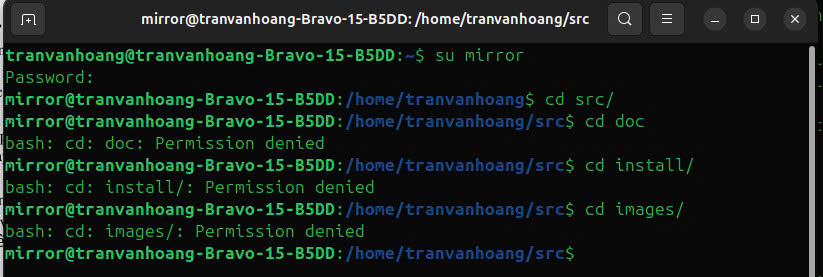 mirror@tranvanhoang-Bravo-15-B5DD: /home/tranvanhoang/src
tranvanhoang@tranvanhoang-Bravo-15-B5DD:~$ su mirror
Password:
mirror@tranvanhoang-Bravo-15-B5DD:/home/tranvanhoang$ cd src/
mirror@tranvanhoang-Bravo-15-B5DD:/home/tranvanhoang/src$ cd doc
bash: cd: doc: Permission denied
mirror@tranvanhoang-Bravo-15-B5DD:/home/tranvanhoang/src$ cd install/
bash: cd: install/: Permission denied
mirror@tranvanhoang-Bravo-15-B5DD:/home/tranvanhoang/src$ cd images/
bash: cd: images/: Permission denied
mirror@tranvanhoang-Bravo-15-B5DD:/home/tranvanhoang/src$